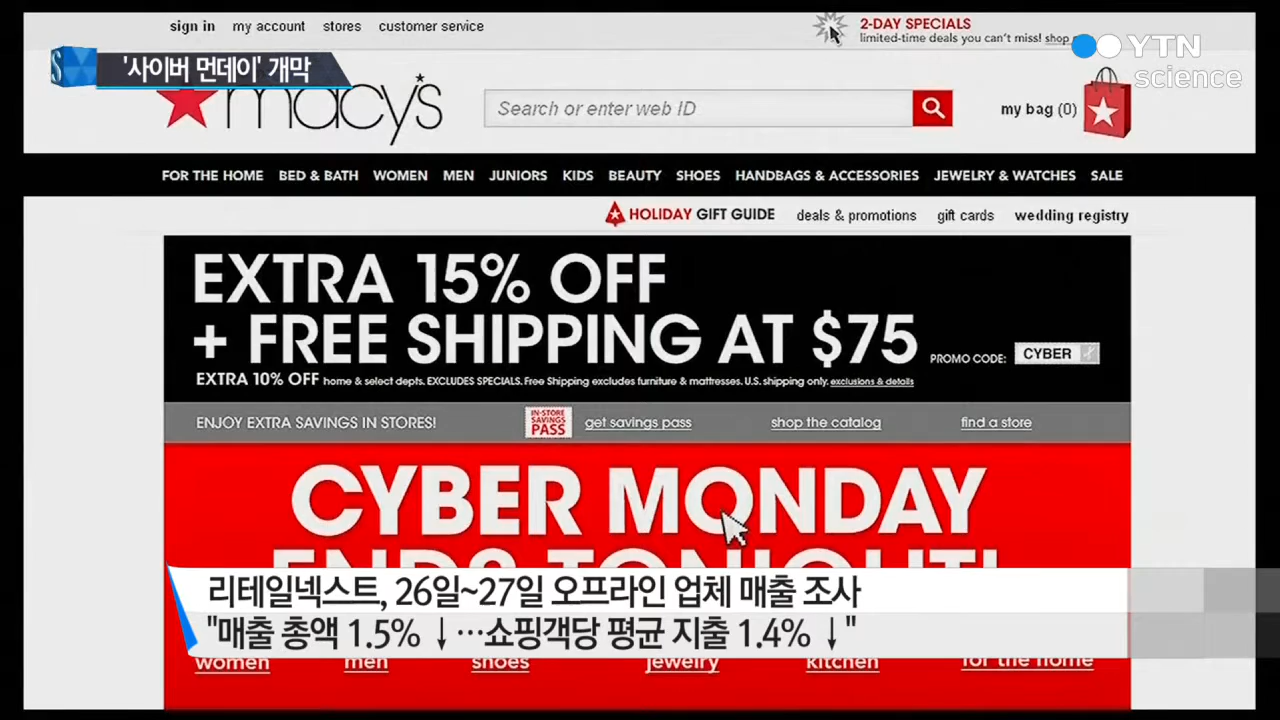 sign in my account stores customer service
2-DAY SPECIALS
limited-time deals you can't miss! shop
YTN
science
'사이버 먼데이' 개막
macy's
Search or enter web ID
my bag (0)
FOR THE HOME BED & BATH WOMEN MEN JUNIORS KIDS BEAUTY SHOES HANDBAGS & ACCESSORIES JEWELRY & WATCHES SALE
HOLIDAY GIFT GUIDE deals & promotions gift cards wedding registry
EXTRA 15% OFF
+ FREE SHIPPING AT $75
PROMO CODE: CYBER
EXTRA 10% OFF home & select depts. EXCLUDES SPECIALS. Free Shipping excludes furniture & mattresses. U.S. shipping only. exclusions & details
ENJOY EXTRA SAVINGS IN STORES!
IN-STORE
SAVINGS
PASS
get savings pass shop the catalog find a store
CYBER MONDAY
ENDS TONIGHT!
리테일넥스트, 26일~27일 오프라인 업체 매출 조사
"매출 총액 1.5% ↓…쇼핑객당 평균 지출 1.4% ↓"
women men shoes jewelry kitchen for the home